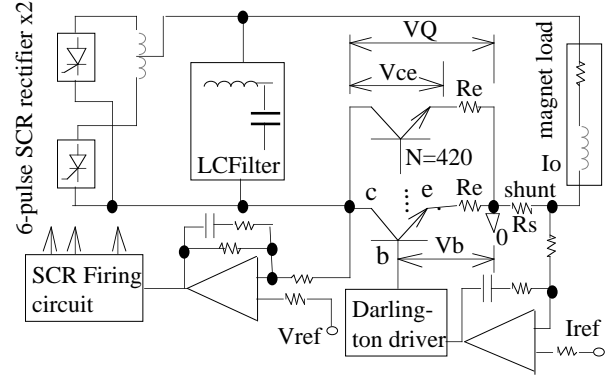 6-pulse SCR rectifier x2
VQ
Vce
Re
magnet load
LCFilter
N=420
Io
c
e
Re
shunt
Rs
0
b
Vb
SCR Firing
circuit
Vref
Darling-
ton driver
Iref